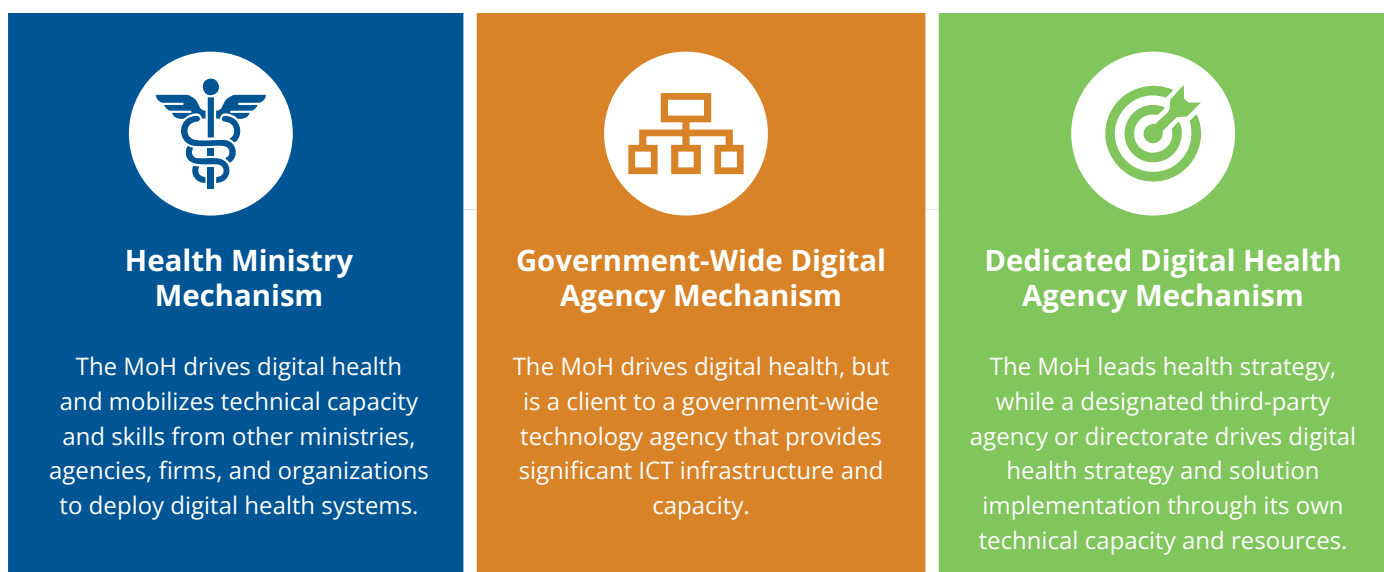 Health Ministry
Mechanism
The MoH drives digital health
and mobilizes technical capacity
and skills from other ministries,
agencies, firms, and organizations
to deploy digital health systems.
Government-Wide Digital
Agency Mechanism
The MoH drives digital health, but
is a client to a government-wide
technology agency that provides
significant ICT infrastructure and
capacity.
Dedicated Digital Health
Agency Mechanism
The MoH leads health strategy,
while a designated third-party
agency or directorate drives digital
health strategy and solution
implementation through its own
technical capacity and resources.